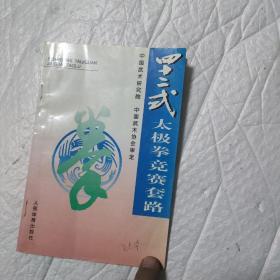 四十二式
太极拳竞赛套路
中国武术研究院 中国武术协会审定
拳
人民体育出版社